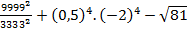 9999²/3333² + (0,5)⁴.(−2)⁴ − √81